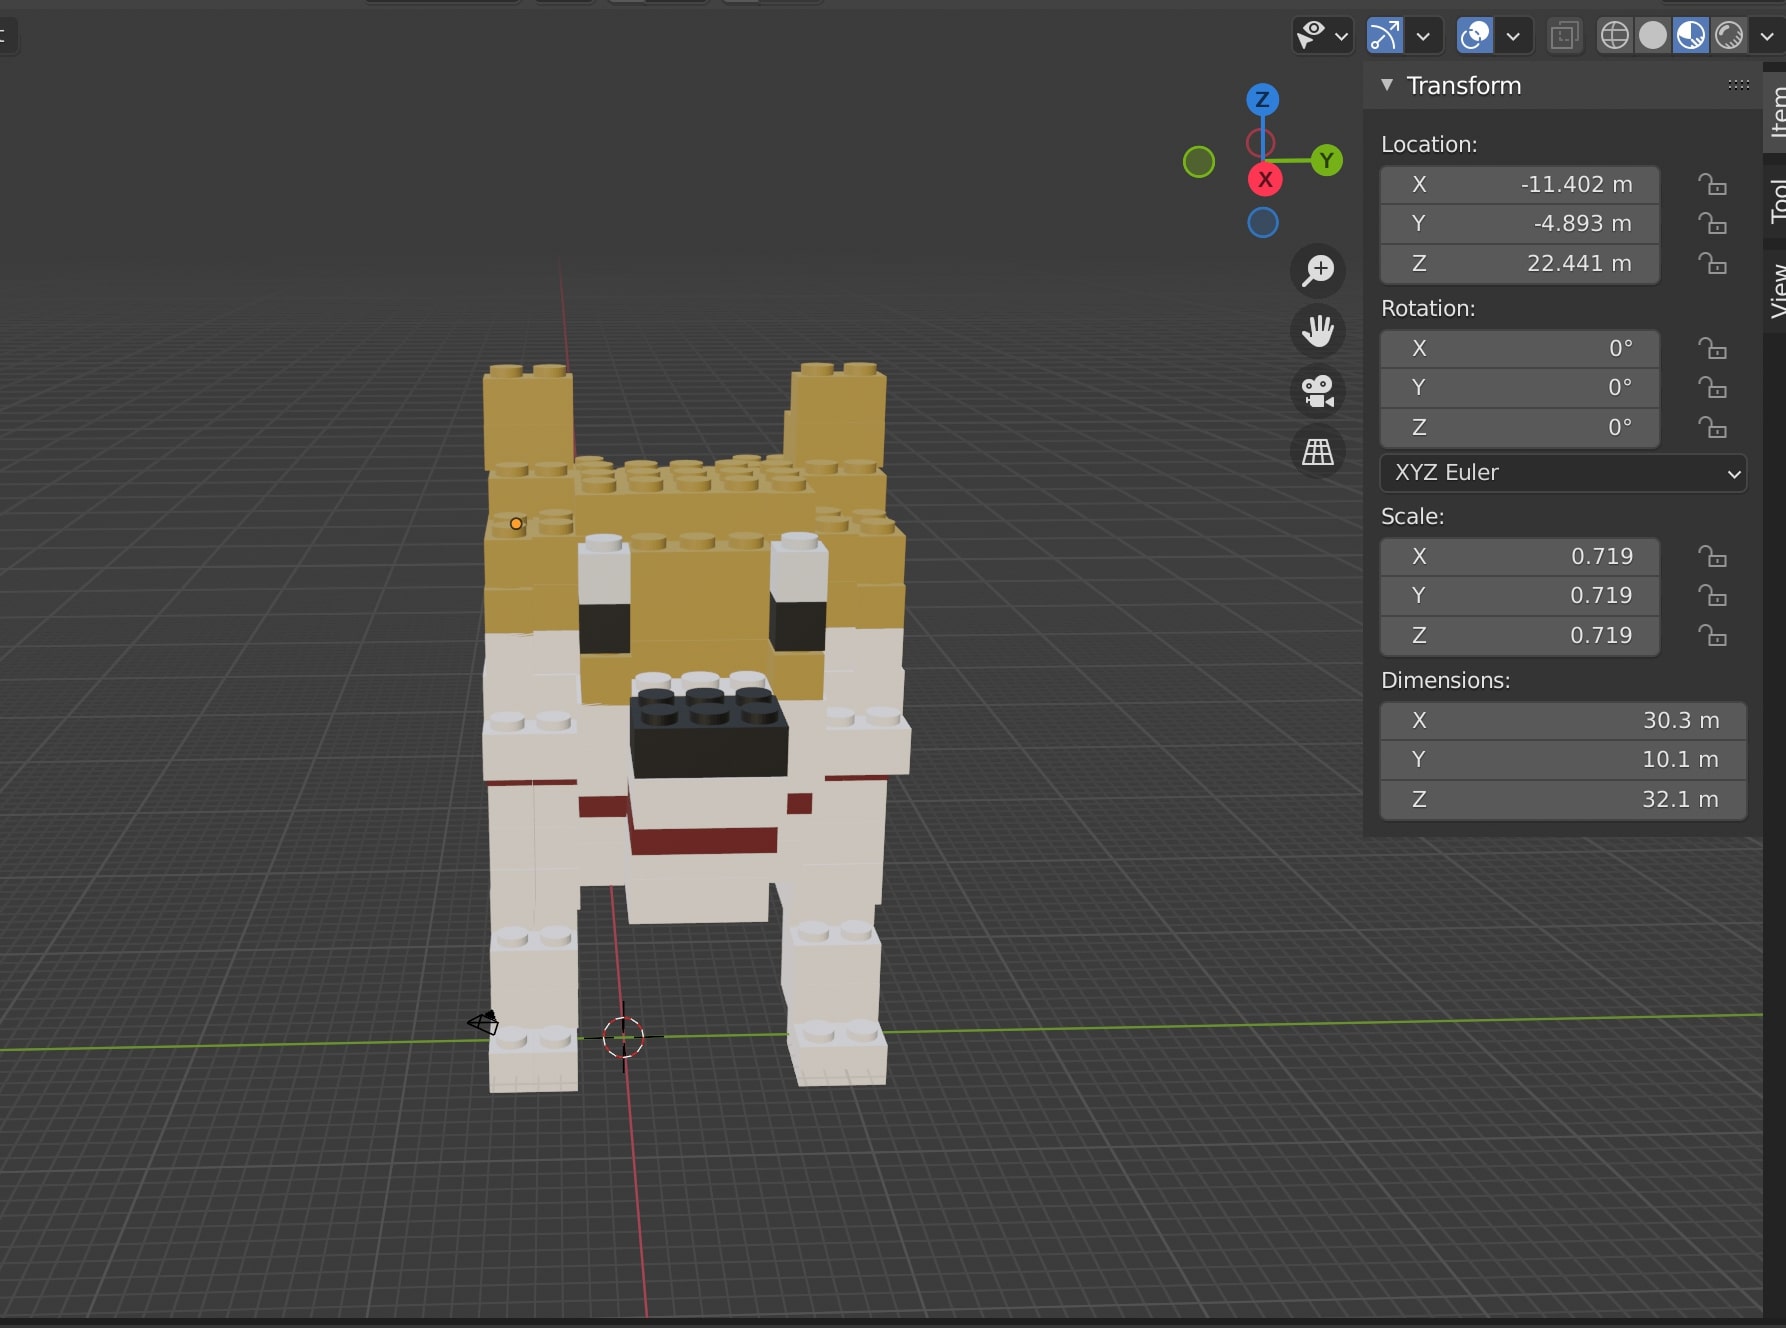 Transform
Z
Y
X
Location:
X -11.402 m
Y -4.893 m
Z 22.441 m
Rotation:
X 0°
Y 0°
Z 0°
XYZ Euler
Scale:
X 0.719
Y 0.719
Z 0.719
Dimensions:
X 30.3 m
Y 10.1 m
Z 32.1 m
Item
Tool
View